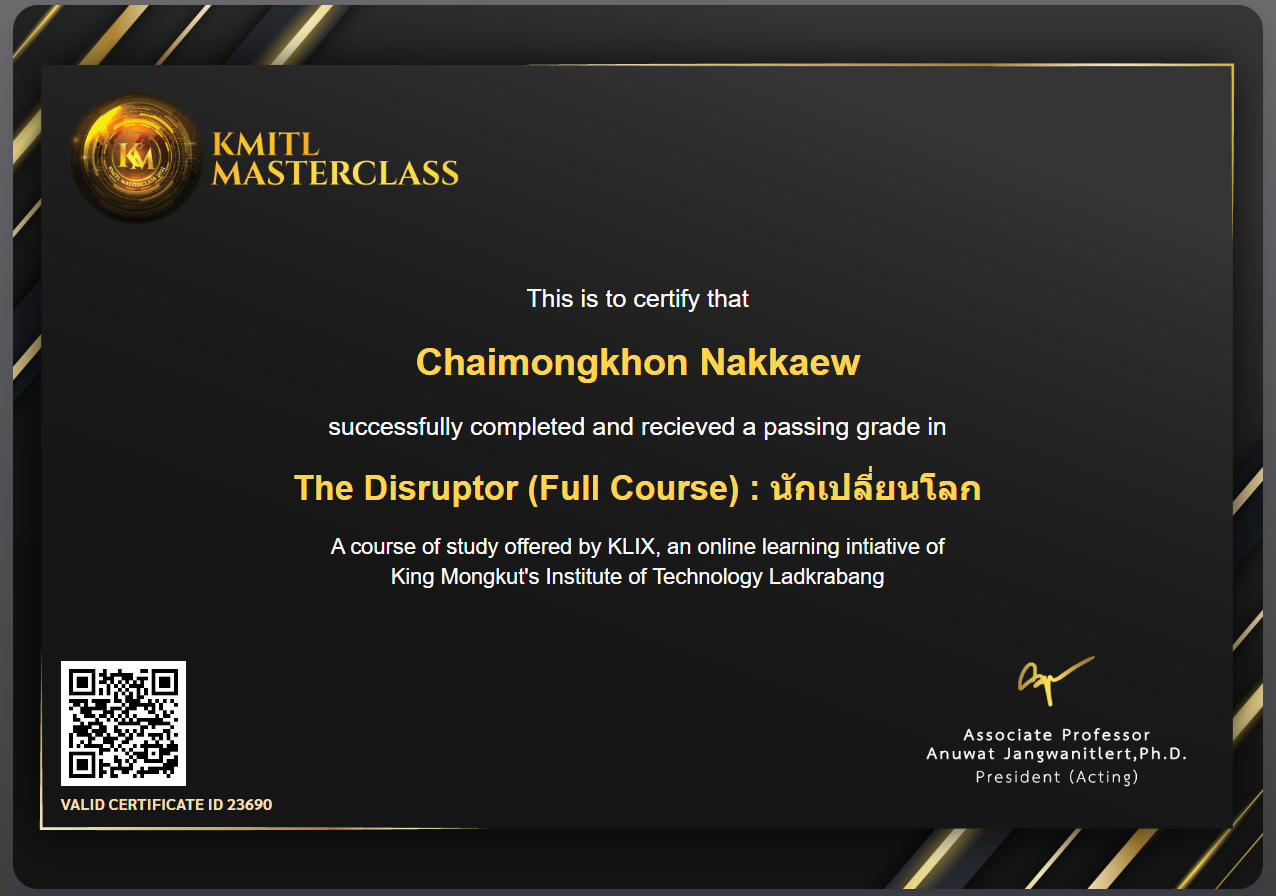 KM
KMITL MASTERCLASS 2021
KMITL
MASTERCLASS
This is to certify that
Chaimongkhon Nakkaew
successfully completed and recieved a passing grade in
The Disruptor (Full Course) : นักเปลี่ยนโลก
A course of study offered by KLIX, an online learning intiative of
King Mongkut's Institute of Technology Ladkrabang
Associate Professor
Anuwat Jangwanitlert,Ph.D.
President (Acting)
VALID CERTIFICATE ID 23690